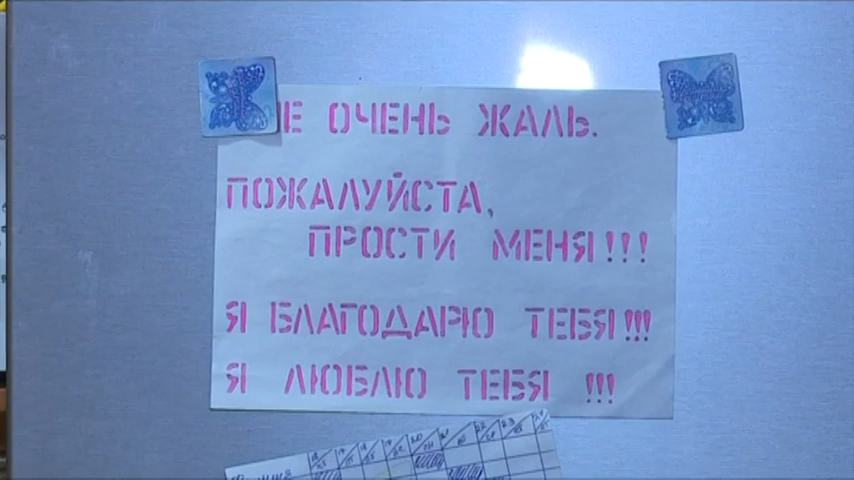 Е ОЧЕНЬ ЖАЛЬ.
ПОЖАЛУЙСТА,
ПРОСТИ МЕНЯ!!!
Я БЛАГОДАРЮ ТЕБЯ!!!
Я ЛЮБЛЮ ТЕБЯ !!!